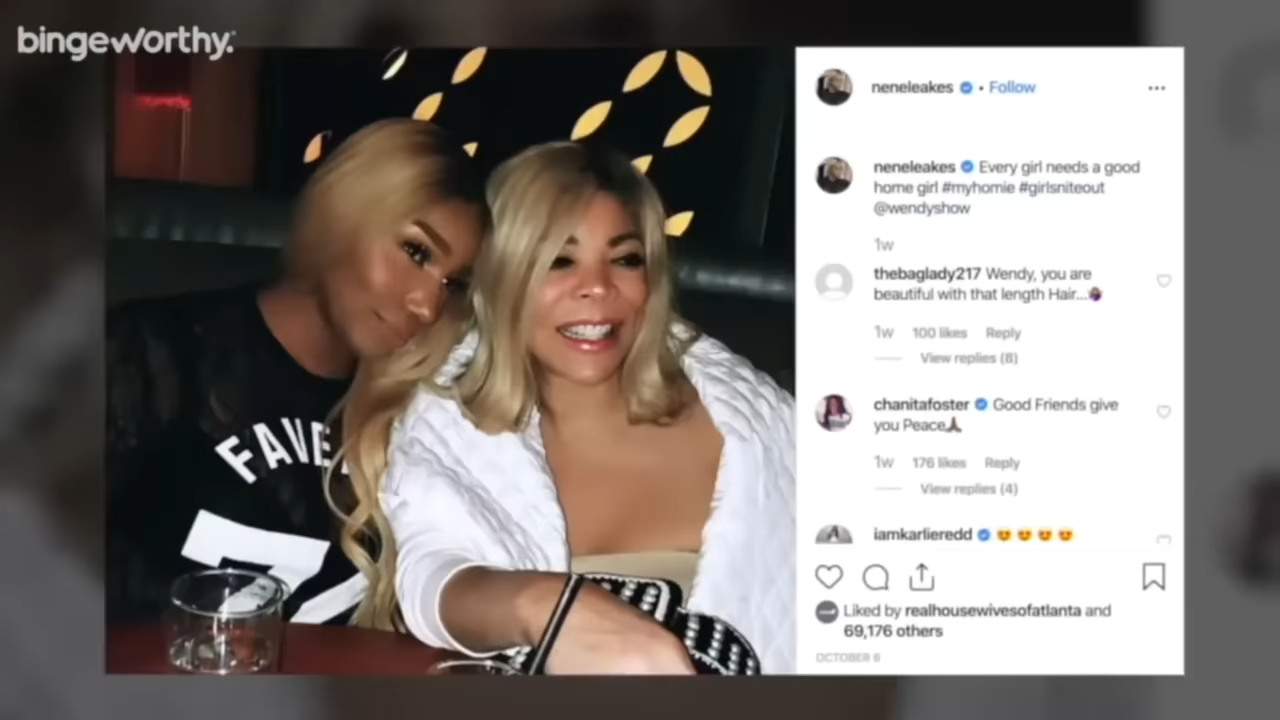 bingeworthy.
neneleakes • Follow
neneleakes Every girl needs a good
home girl #myhomie #girlsniteout
@wendyshow
1w
thebaglady217 Wendy, you are
beautiful with that length Hair...
1w 100 likes Reply
View replies (8)
chanitafoster Good Friends give
you Peace🙏🏾
1w 176 likes Reply
View replies (4)
iamkarlieredd 😍 😍 😍 😍
Liked by realhousewivesofatlanta and
69,176 others
OCTOBER 6
FAVE
7